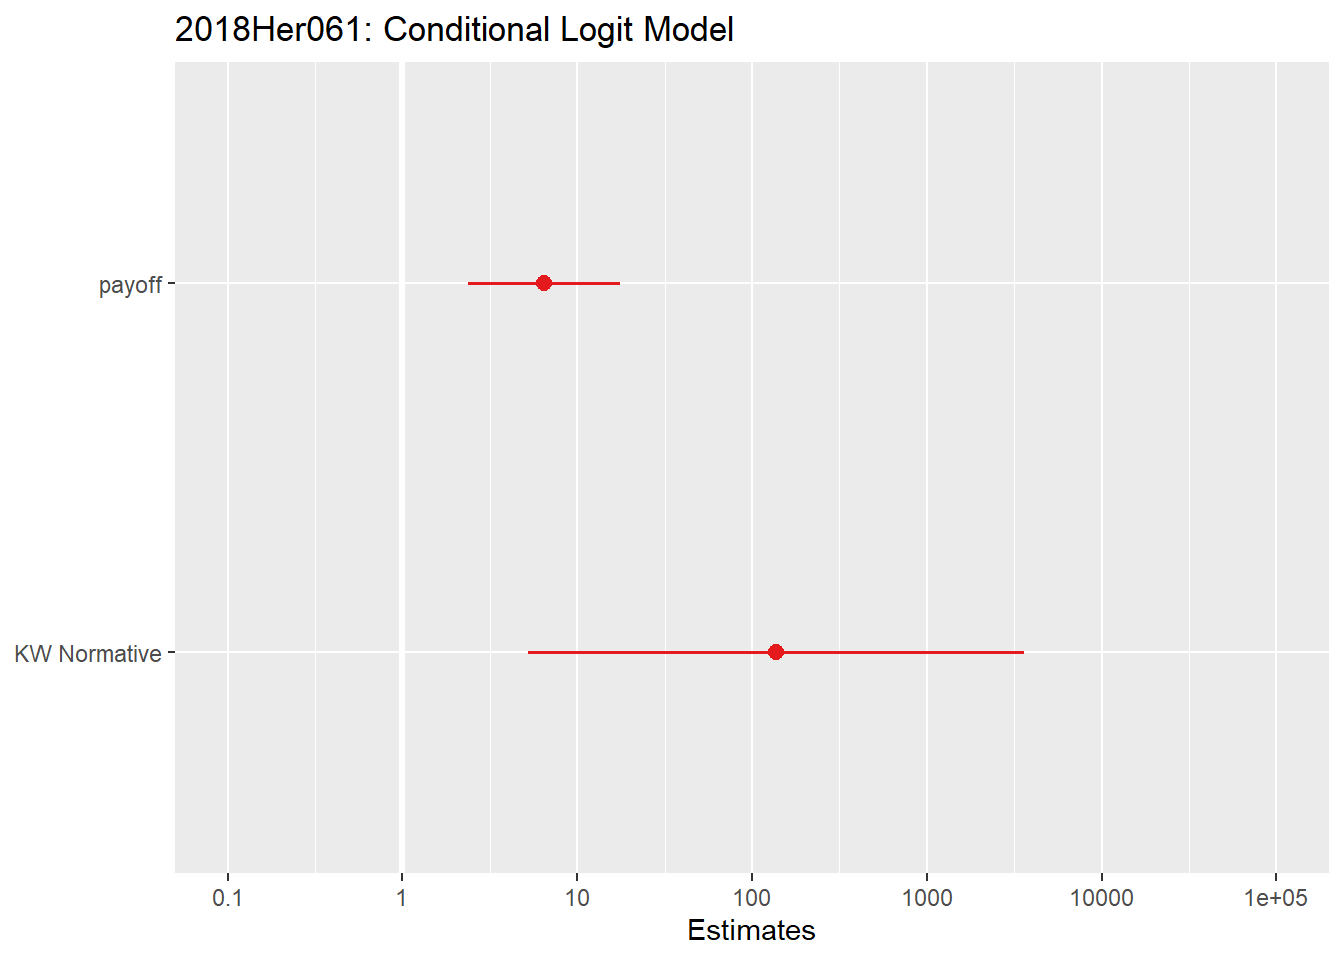 2018Her061: Conditional Logit Model
payoff
KW Normative
0.1 1 10 100 1000 10000 1e+05
Estimates